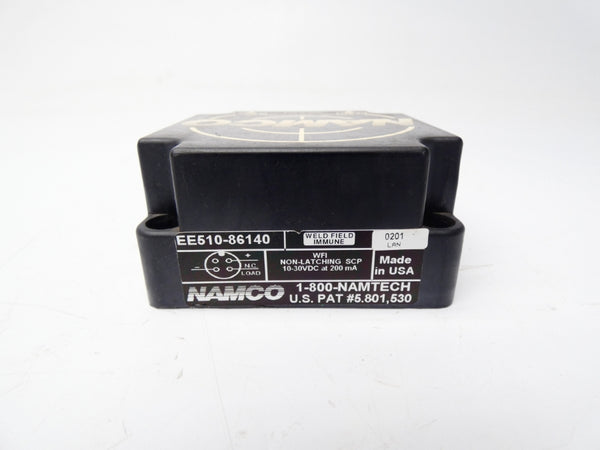 NAMCO
EE510-86140
WELD FIELD
IMMUNE
0201
LAN
+
N.C.
LOAD
-
WFI
NON-LATCHING SCP
10-30VDC at 200 mA
Made
in USA
NAMCO
1-800-NAMTECH
U.S. PAT #5.801,530